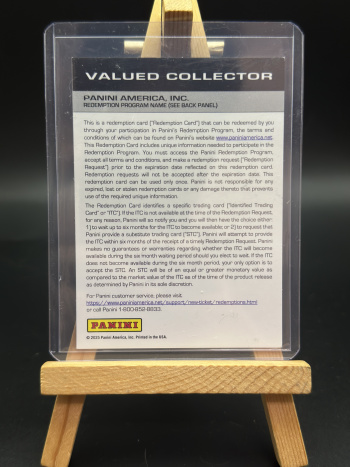 VALUED COLLECTOR
PANINI AMERICA, INC.
REDEMPTION PROGRAM NAME (SEE BACK PANEL)
This is a redemption card ("Redemption Card") that can be redeemed by you
through your participation in Panini's Redemption Program, the terms and
conditions of which can be found on Panini's website www.paniniamerica.net.
This Redemption Card includes unique information needed to participate in the
Redemption Program. You must access the Panini Redemption Program,
accept all terms and conditions, and make a redemption request ("Redemption
Request") prior to the expiration date reflected on this redemption card.
Redemption requests will not be accepted after the expiration date. This
redemption card can be used only once. Panini is not responsible for any
expired, lost or stolen redemption cards or any damage thereto that prevents
use of the required unique information.
The Redemption Card identifies a specific trading card ("Identified Trading
Card" or "ITC"). If the ITC is not available at the time of the Redemption Request,
for any reason, Panini will so notify you and you will then have the choice either:
1) to wait up to six months for the ITC to become available or 2) to request that
Panini provide a substitute trading card ("STC"). Panini will attempt to provide
the ITC within six months of the receipt of a timely Redemption Request. Panini
makes no guarantees or warranties regarding whether the ITC will become
available during the six month waiting period should you elect to wait. If the ITC
does not become available during the six month period, your only option is
to accept the STC. An STC will be of an equal or greater monetary value as
compared to the market value of the ITC as of the time of the product release
as determined by Panini in its sole discretion.
For Panini customer service, please visit
https://www.paniniamerica.net/support/new-ticket/redemptions.html
or call Panini 1-800-852-8833.
PANINI
© 2023 Panini America, Inc. Printed in the USA.